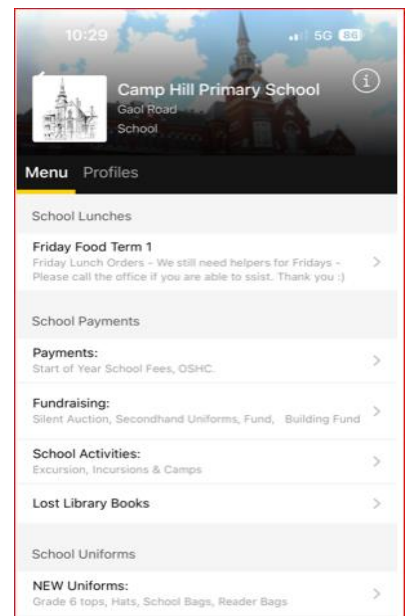 10:29
5G 86
Camp Hill Primary School
Gaol Road
School
Menu Profiles
School Lunches
Friday Food Term 1
Friday Lunch Orders - We still need helpers for Fridays -
Please call the office if you are able to ssist. Thank you :)
School Payments
Payments:
Start of Year School Fees, OSHC.
Fundraising:
Silent Auction, Secondhand Uniforms, Fund, Building Fund
School Activities:
Excursion, Incursions & Camps
Lost Library Books
School Uniforms
NEW Uniforms:
Grade 6 tops, Hats, School Bags, Reader Bags